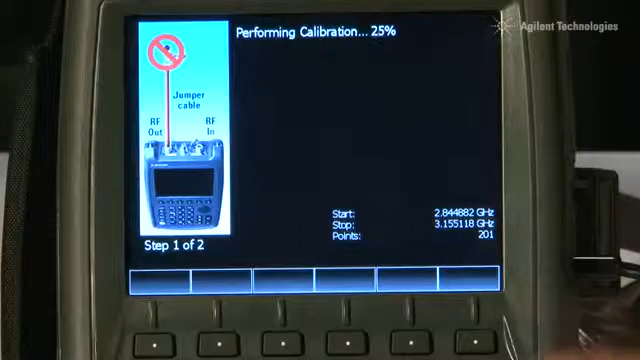 Agilent Technologies
Performing Calibration... 25%
Jumper
cable
RF
Out
RF
In
Start: 2.844882 GHz
Stop: 3.155118 GHz
Points: 201
Step 1 of 2